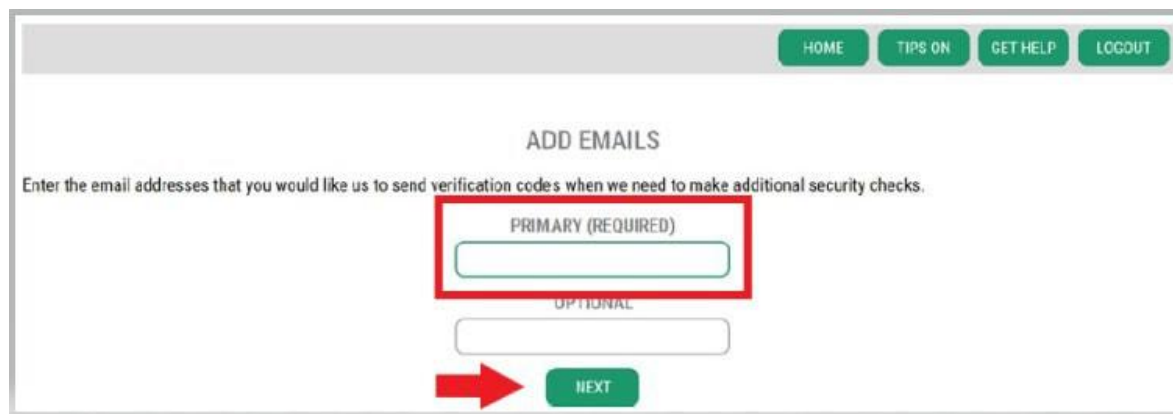 HOME TIPS ON GET HELP LOGOUT
ADD EMAILS
Enter the email addresses that you would like us to send verification codes when we need to make additional security checks.
PRIMARY (REQUIRED)
OPTIONAL
NEXT